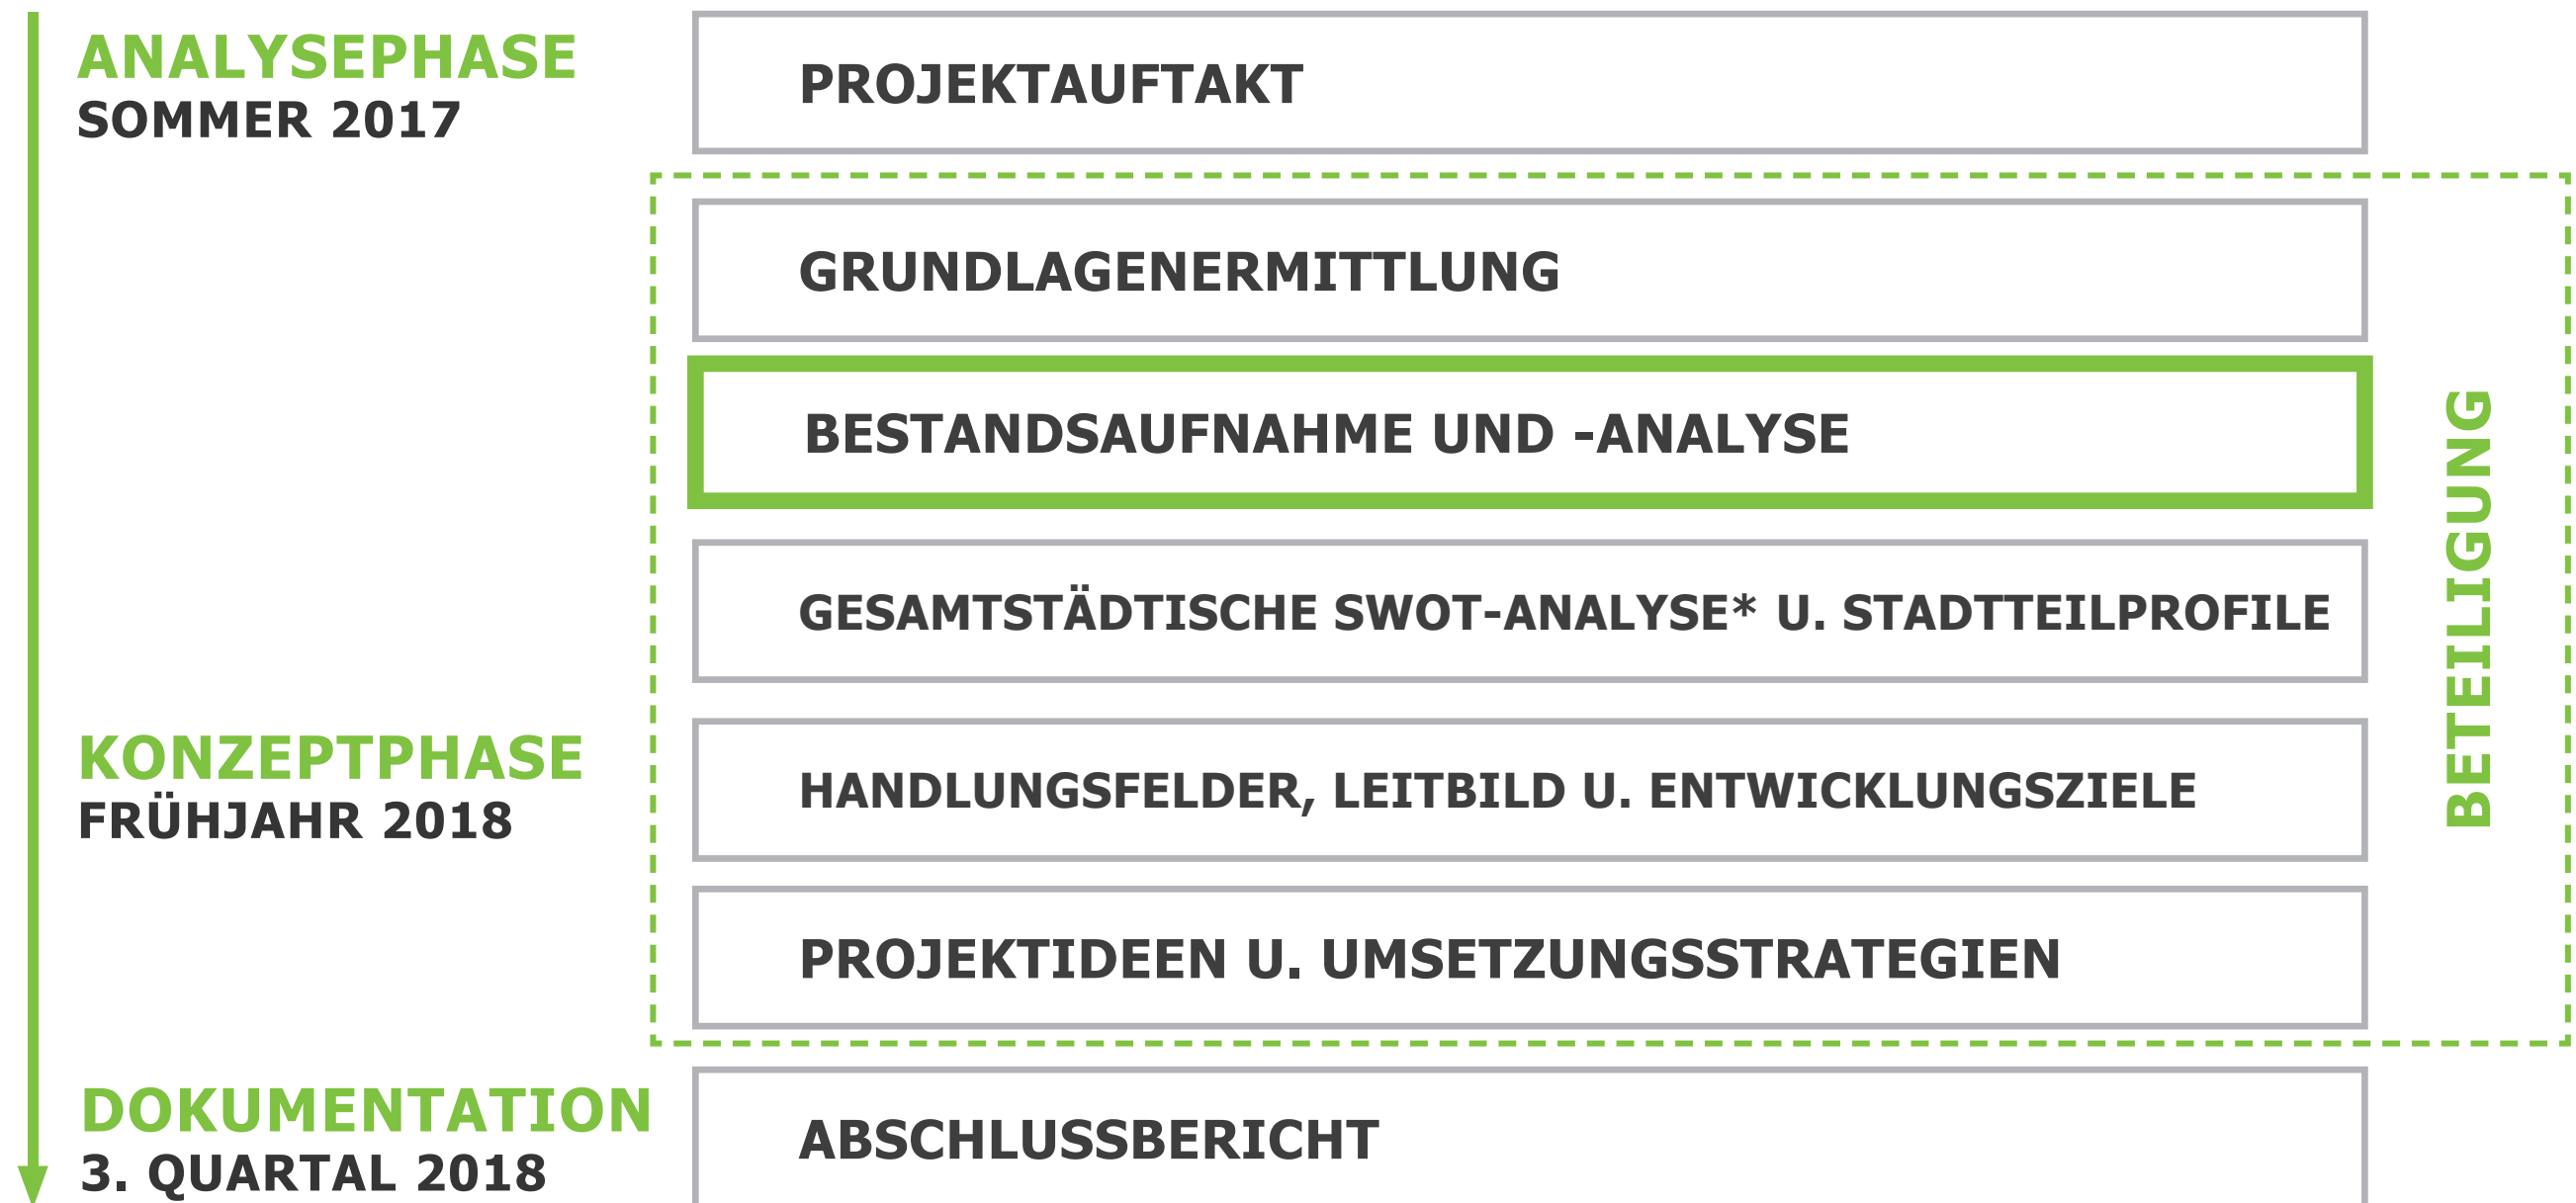 ANALYSEPHASE
SOMMER 2017
PROJEKTAUFTAKT
GRUNDLAGENERMITTLUNG
BESTANDSAUFNAHME UND -ANALYSE
GESAMTSTÄDTISCHE SWOT-ANALYSE* U. STADTTEILPROFILE
KONZEPTPHASE
FRÜHJAHR 2018
HANDLUNGSFELDER, LEITBILD U. ENTWICKLUNGSZIELE
PROJEKTIDEEN U. UMSETZUNGSSTRATEGIEN
BETEILIGUNG
DOKUMENTATION
3. QUARTAL 2018
ABSCHLUSSBERICHT